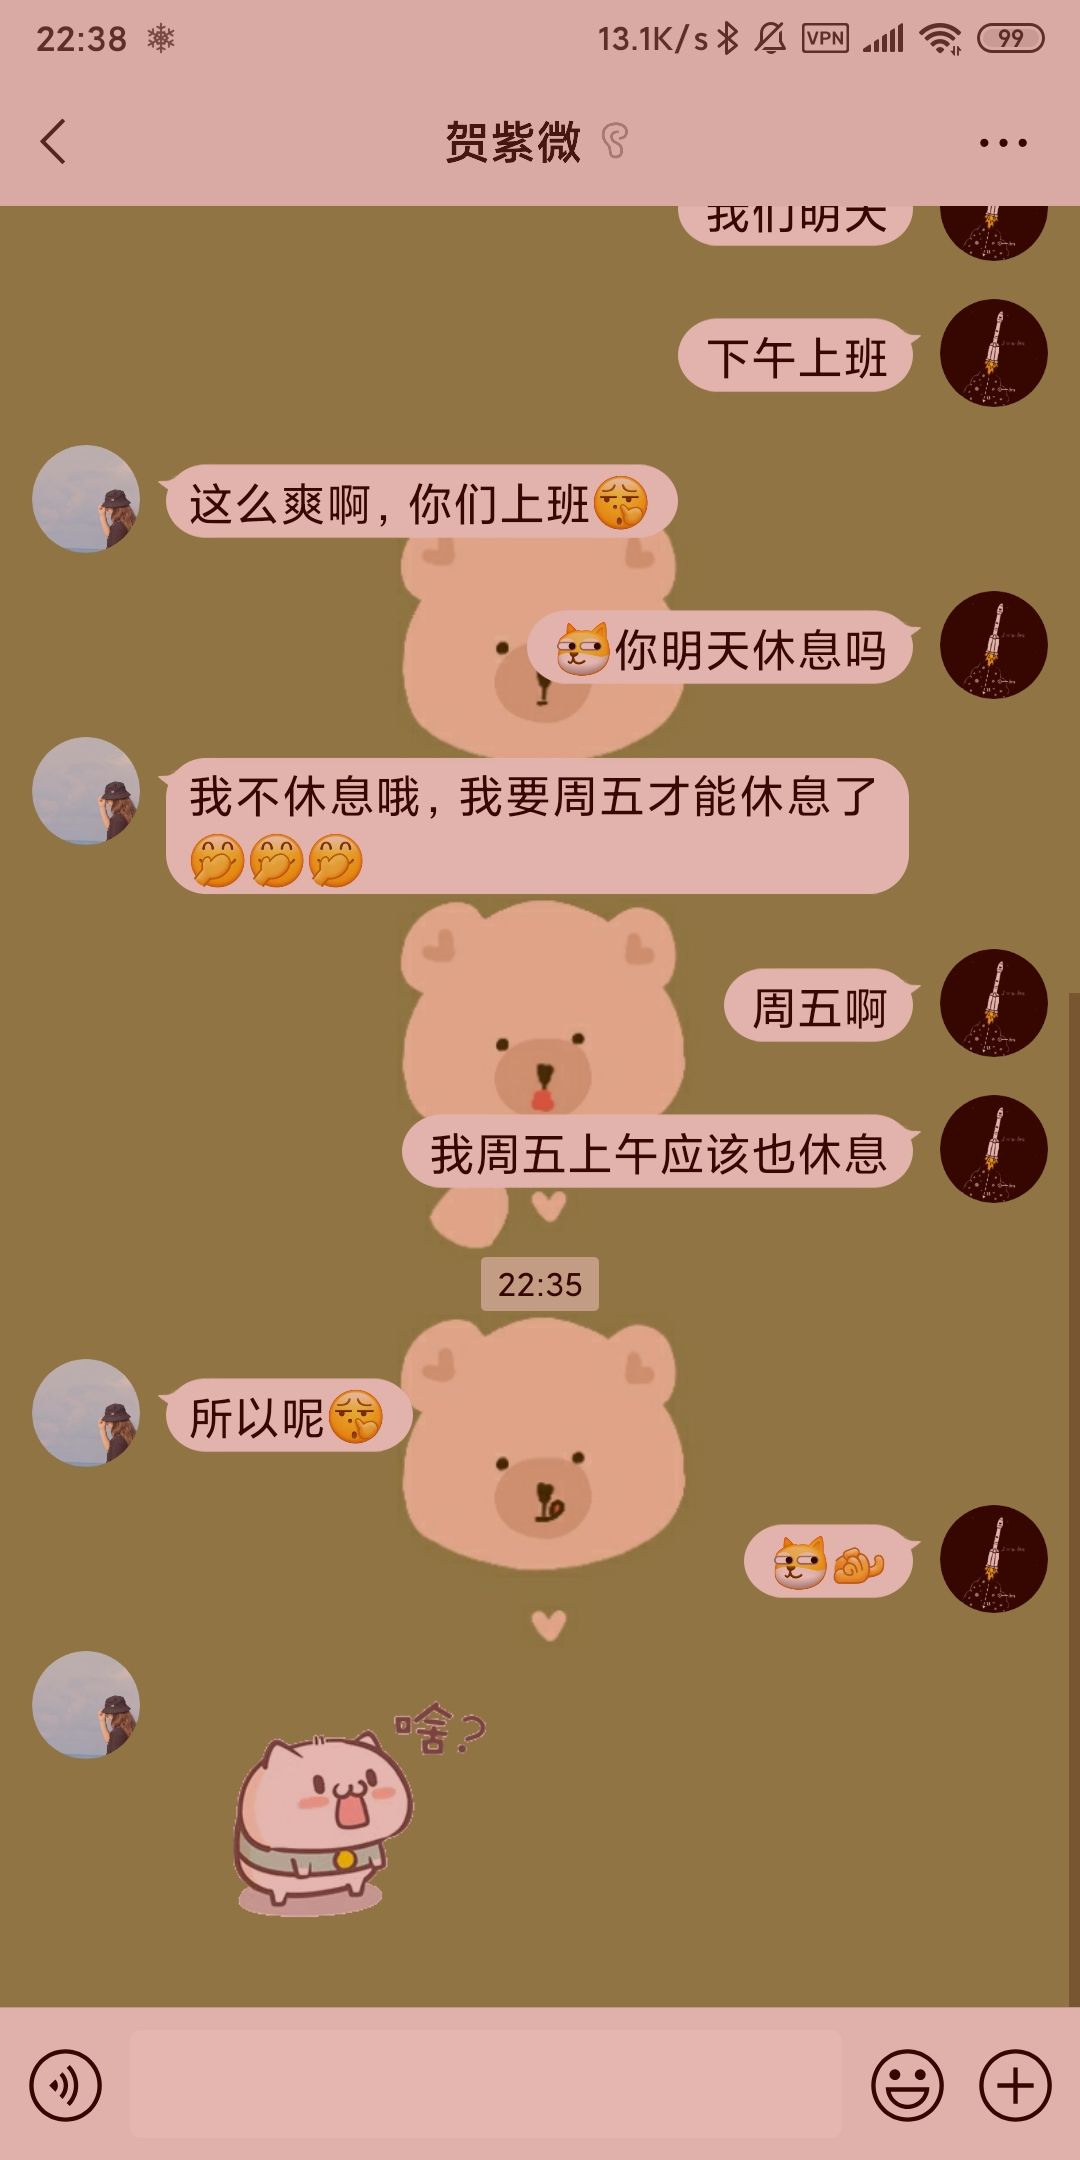 22:38
13.1K/s
VPN
99
贺紫微
我们明天
下午上班
这么爽啊，你们上班
你明天休息吗
我不休息哦，我要周五才能休息了
周五啊
我周五上午应该也休息
22:35
所以呢
啥？